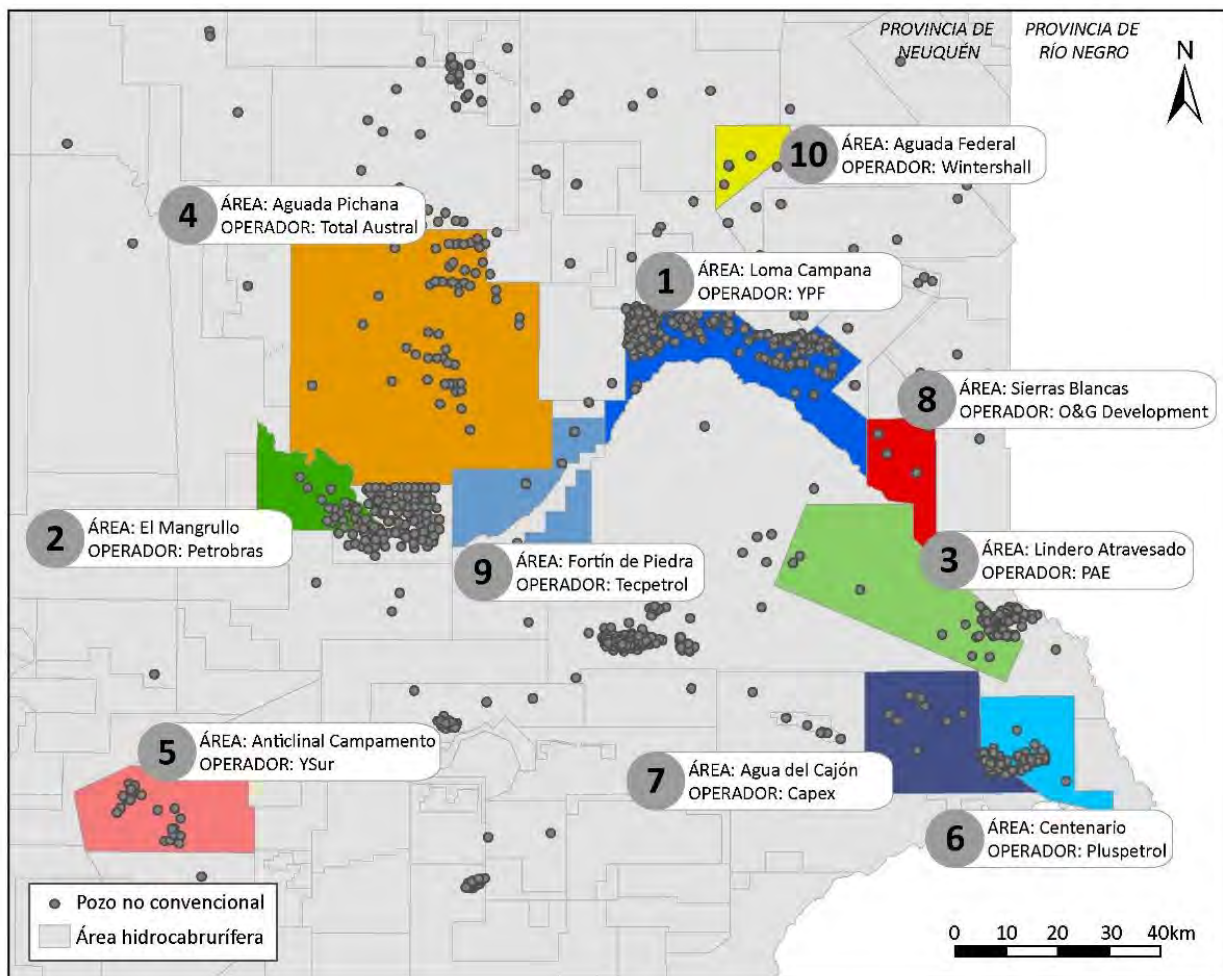 PROVINCIA DE
NEUQUÉN
PROVINCIA DE
RÍO NEGRO
N
10
ÁREA: Aguada Federal
OPERADOR: Wintershall
4
ÁREA: Aguada Pichana
OPERADOR: Total Austral
1
ÁREA: Loma Campana
OPERADOR: YPF
8
ÁREA: Sierras Blancas
OPERADOR: O&G Development
2
ÁREA: El Mangrullo
OPERADOR: Petrobras
9
ÁREA: Fortín de Piedra
OPERADOR: Tecpetrol
3
ÁREA: Lindero Atravesado
OPERADOR: PAE
5
ÁREA: Anticlinal Campamento
OPERADOR: YSur
7
ÁREA: Agua del Cajón
OPERADOR: Capex
6
ÁREA: Centenario
OPERADOR: Pluspetrol
Pozo no convencional
Área hidrocabrurífera
0 10 20 30 40km